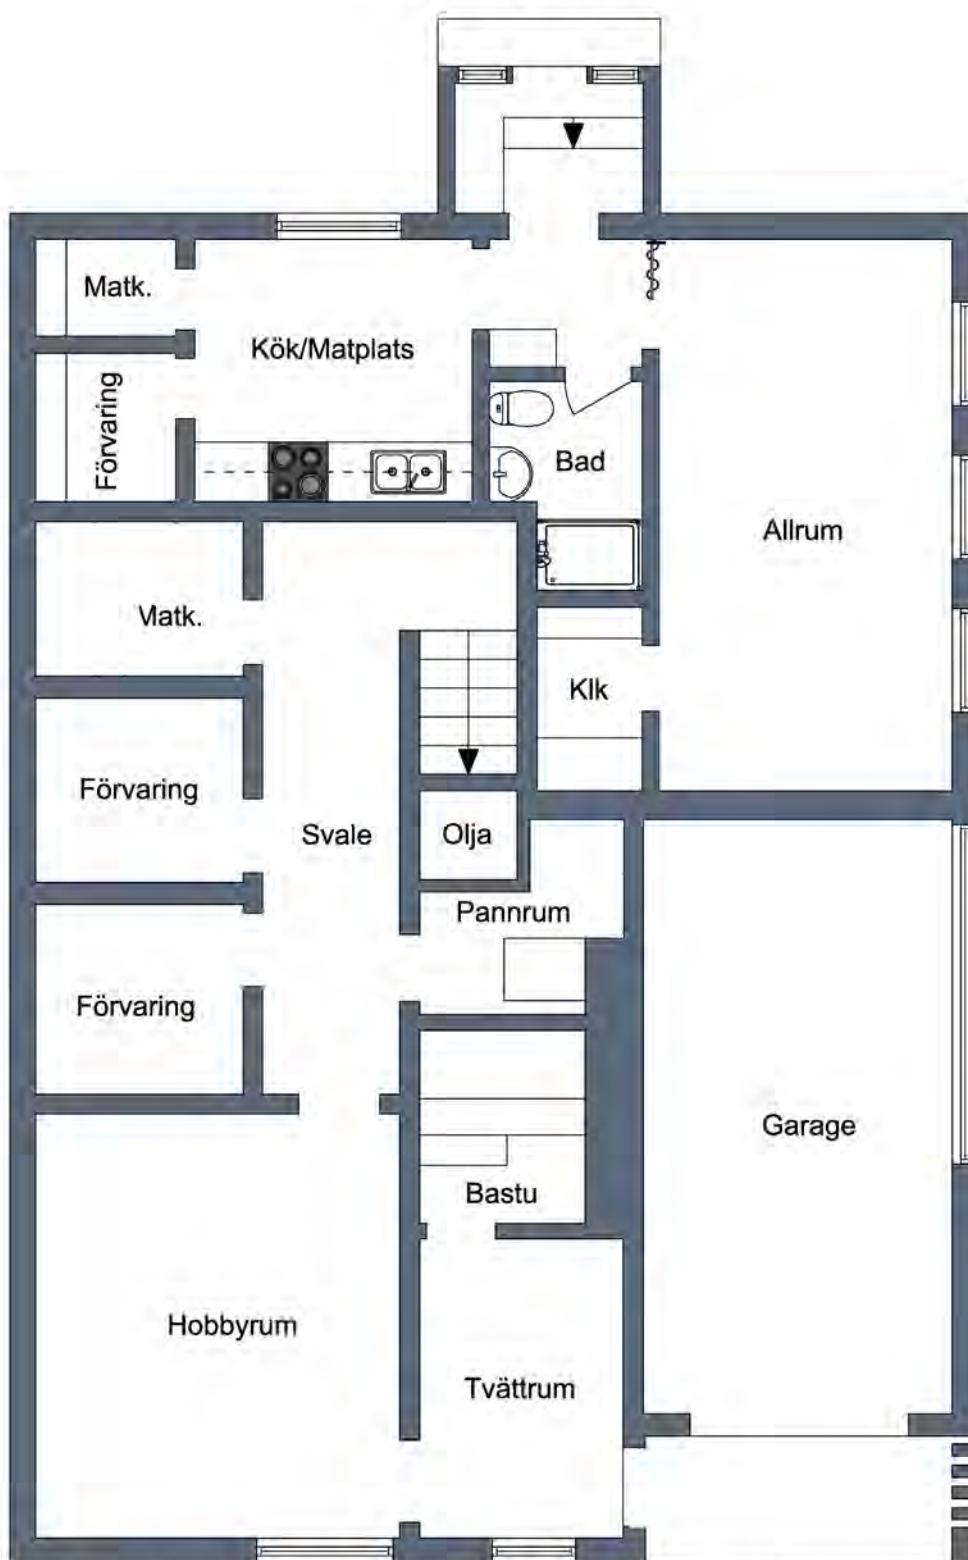 Matk.
Kök/Matplats
Förvaring
Bad
Allrum
Matk.
Klk
Förvaring
Svale
Olja
Pannrum
Förvaring
Garage
Bastu
Hobbyrum
Tvättrum